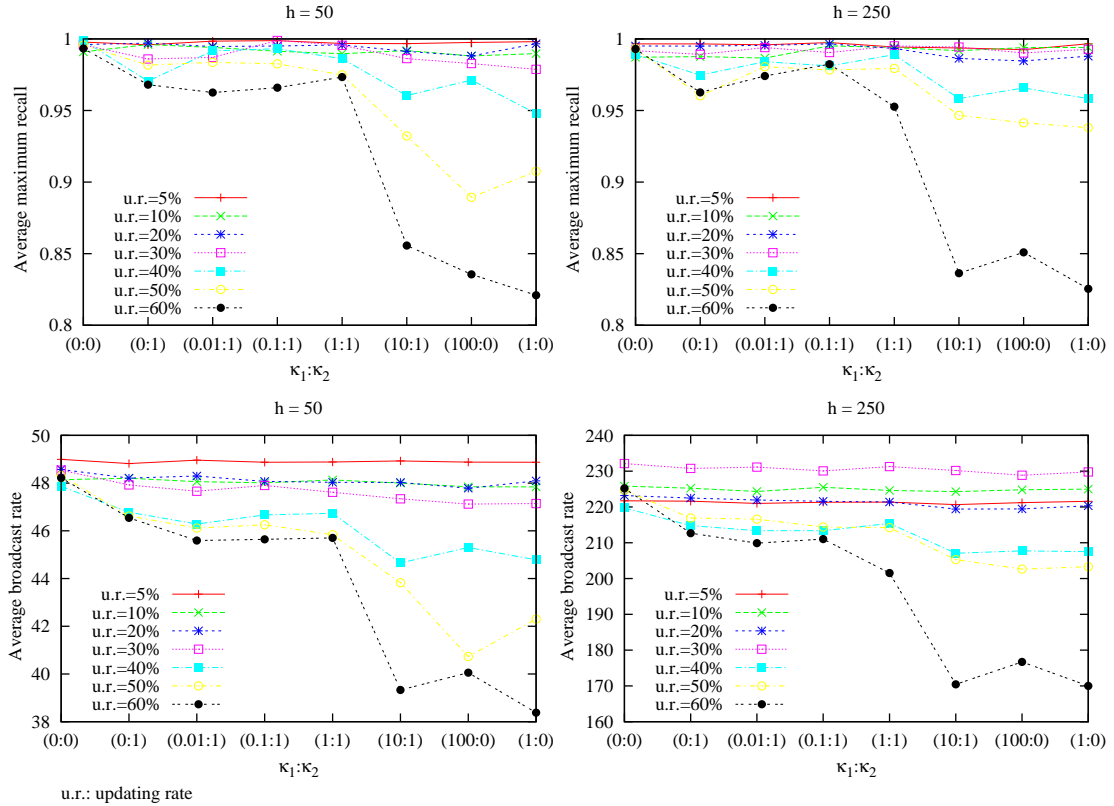 h = 50
Average maximum recall
1
0.95
0.9
0.85
0.8
u.r.=5%
u.r.=10%
u.r.=20%
u.r.=30%
u.r.=40%
u.r.=50%
u.r.=60%
(0:0) (0:1) (0.01:1) (0.1:1) (1:1) (10:1) (100:0) (1:0)
κ1:κ2
h = 250
Average maximum recall
1
0.95
0.9
0.85
0.8
u.r.=5%
u.r.=10%
u.r.=20%
u.r.=30%
u.r.=40%
u.r.=50%
u.r.=60%
(0:0) (0:1) (0.01:1) (0.1:1) (1:1) (10:1) (100:0) (1:0)
κ1:κ2
h = 50
Average broadcast rate
50
48
46
44
42
40
38
u.r.=5%
u.r.=10%
u.r.=20%
u.r.=30%
u.r.=40%
u.r.=50%
u.r.=60%
(0:0) (0:1) (0.01:1) (0.1:1) (1:1) (10:1) (100:0) (1:0)
κ1:κ2
h = 250
Average broadcast rate
240
230
220
210
200
190
180
170
160
u.r.=5%
u.r.=10%
u.r.=20%
u.r.=30%
u.r.=40%
u.r.=50%
u.r.=60%
(0:0) (0:1) (0.01:1) (0.1:1) (1:1) (10:1) (100:0) (1:0)
κ1:κ2
u.r.: updating rate